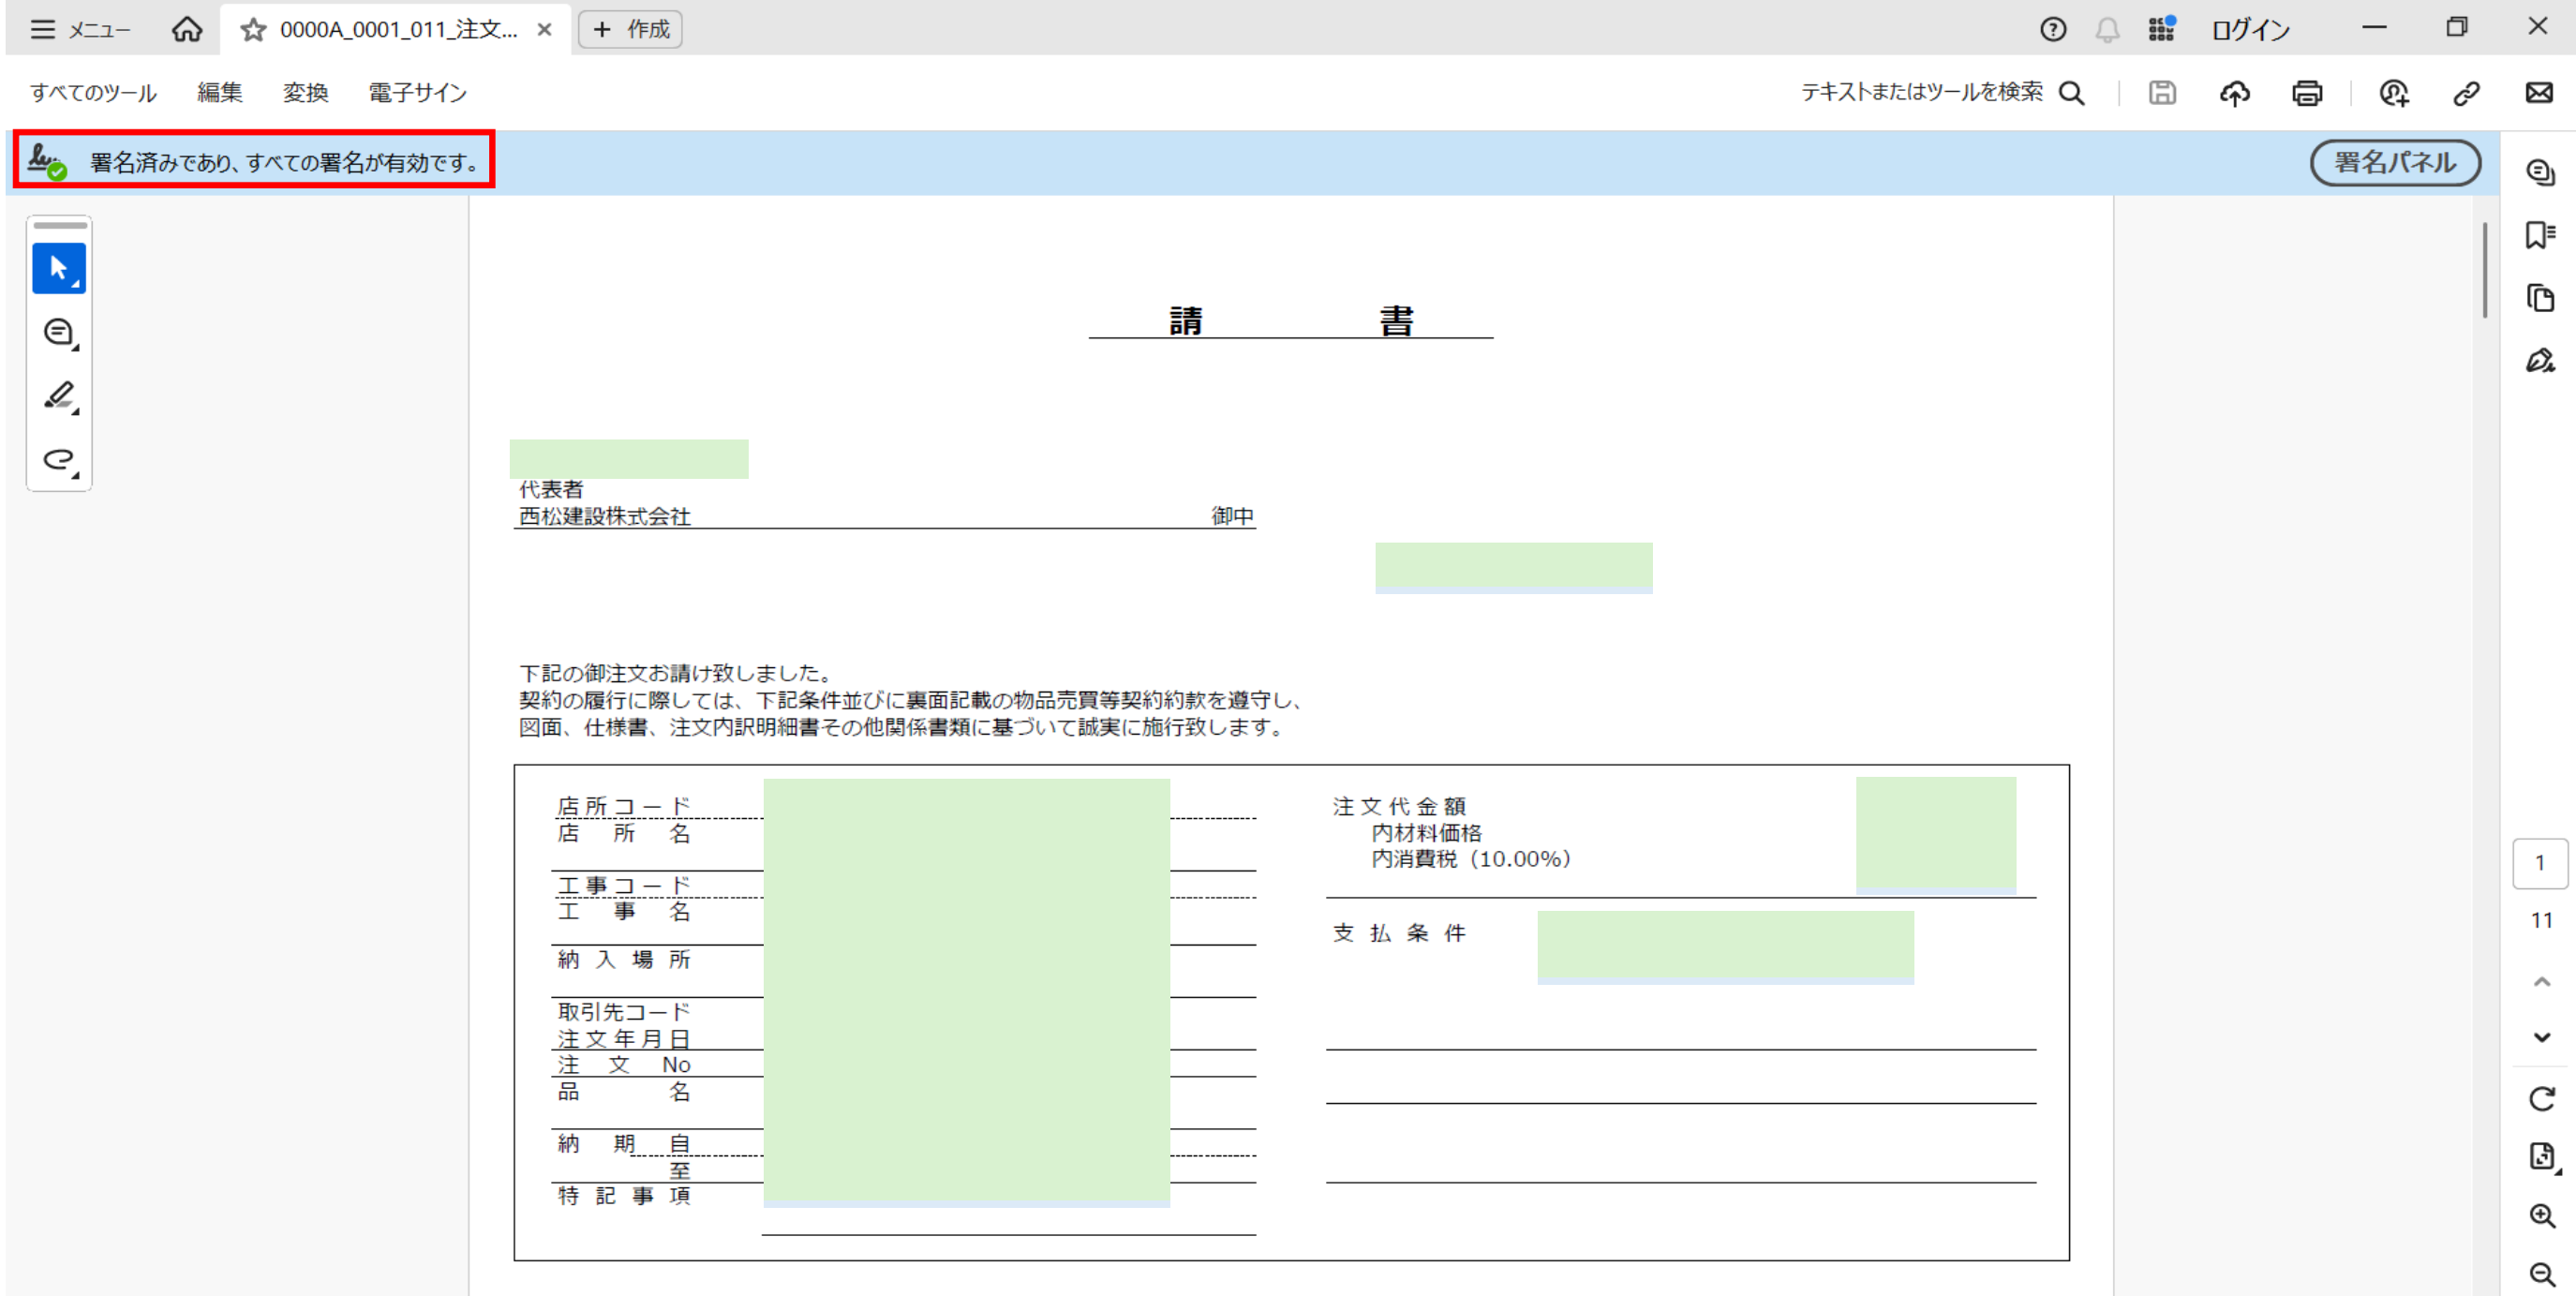 メニュー 0000A_0001_011_注文... 作成 ログイン
すべてのツール 編集 変換 電子サイン テキストまたはツールを検索
署名済みであり、すべての署名が有効です。 署名パネル
請 書
代表者
西松建設株式会社 御中
下記の御注文お請け致しました。
契約の履行に際しては、下記条件並びに裏面記載の物品売買等契約約款を遵守し、
図面、仕様書、注文内訳明細書その他関係書類に基づいて誠実に施行致します。
店所コード
店所名
工事コード
工事名
納入場所
取引先コード
注文年月日
注文No
品名
納期 自
至
特記事項
注文代金額
内材料価格
内消費税（10.00%）
支払条件
1
11